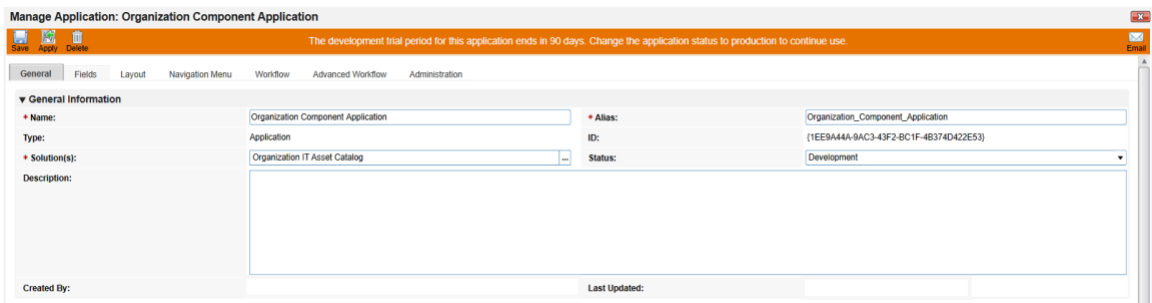 Manage Application: Organization Component Application
Save Apply Delete
The development trial period for this application ends in 90 days. Change the application status to production to continue use.
Email
General Fields Layout Navigation Menu Workflow Advanced Workflow Administration
▼ General Information
* Name: Organization Component Application * Alias: Organization_Component_Application
Type: Application ID: {1EE9A44A-9AC3-43F2-BC1F-4B374D422E53}
* Solution(s): Organization IT Asset Catalog ... Status: Development
Description:
Created By: Last Updated: